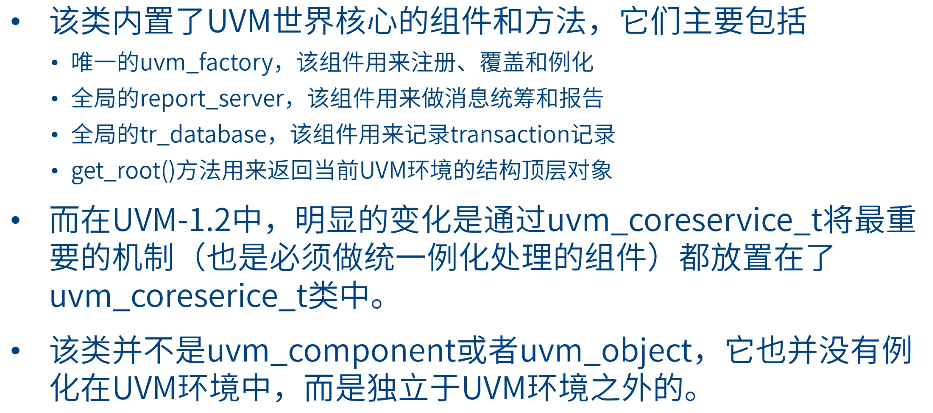 • 该类内置了UVM世界核心的组件和方法，它们主要包括
• 唯一的uvm_factory，该组件用来注册、覆盖和例化
• 全局的report_server，该组件用来做消息统筹和报告
• 全局的tr_database，该组件用来记录transaction记录
• get_root()方法用来返回当前UVM环境的结构顶层对象
• 而在UVM-1.2中，明显的变化是通过uvm_coreservice_t将最重
要的机制（也是必须做统一例化处理的组件）都放置在了
uvm_coreserice_t类中。
• 该类并不是uvm_component或者uvm_object，它也并没有例
化在UVM环境中，而是独立于UVM环境之外的。